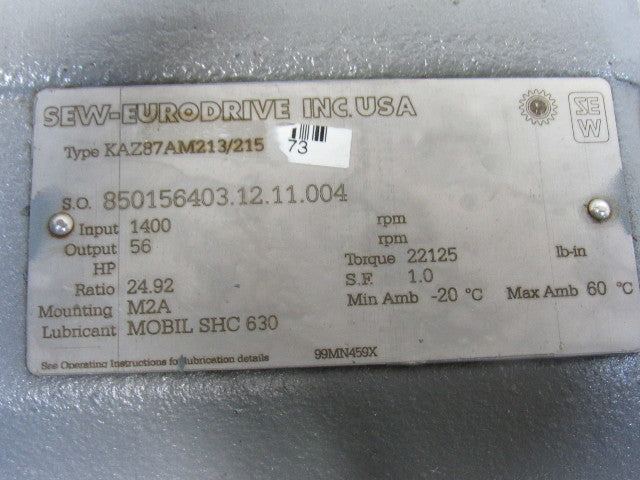 SEW-EURODRIVE INC. USA
SEW
Type KAZ87AM213/215
73
S.O. 850156403.12.11.004
Input 1400 rpm
Output 56 rpm
HP Torque 22125 lb-in
Ratio 24.92 S.F. 1.0
Mounting M2A Min Amb -20 °C Max Amb 60 °C
Lubricant MOBIL SHC 630
See Operating Instructions for lubrication details 99MN459X